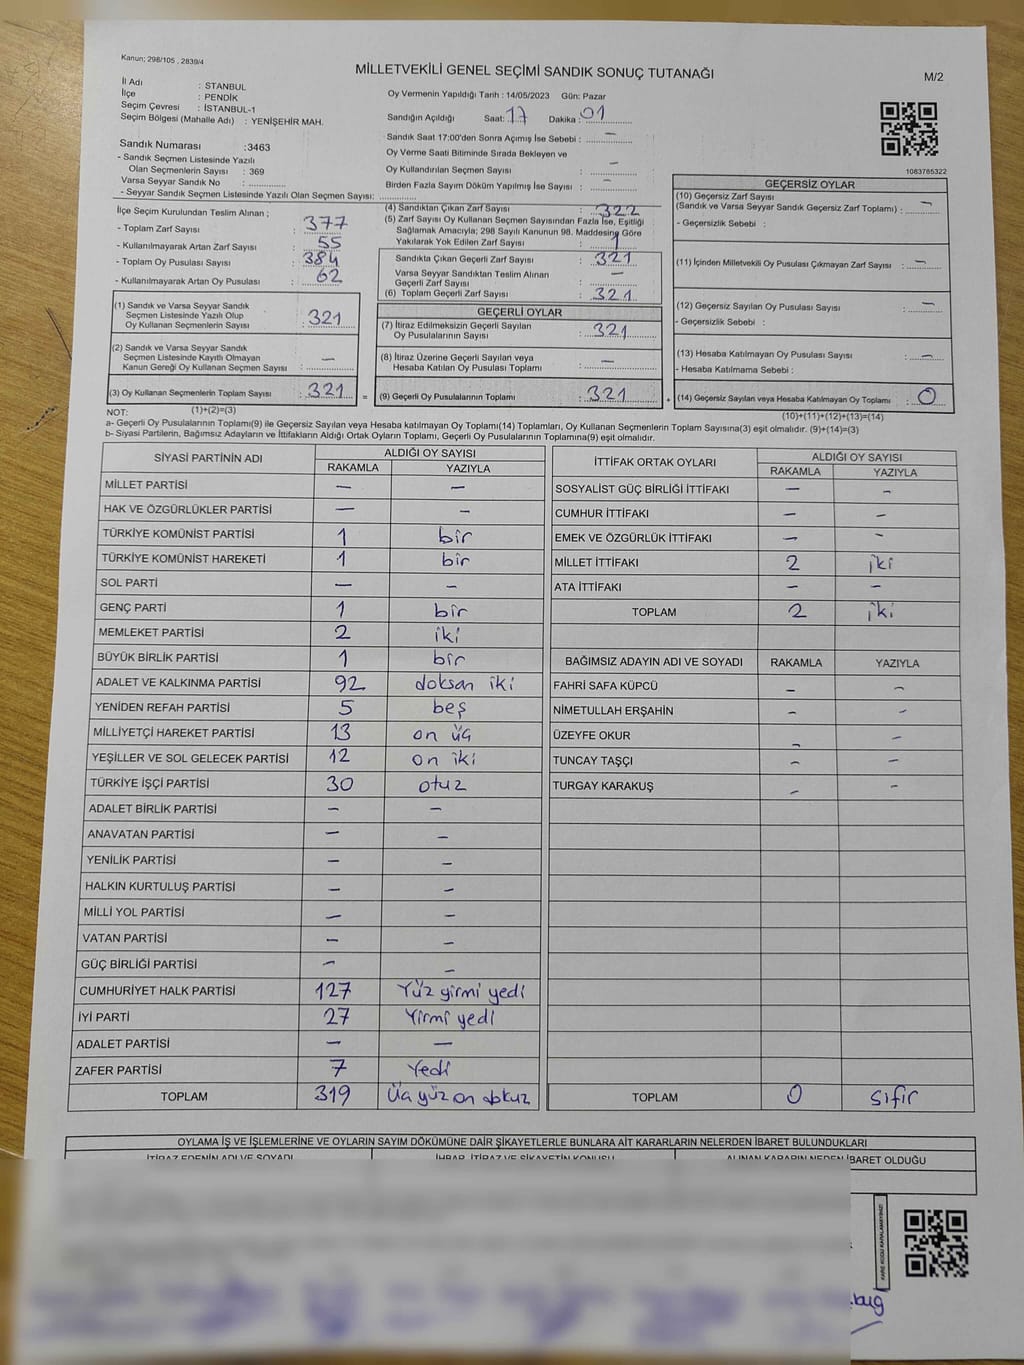 Kanun; 298/105 , 2839/4
MİLLETVEKİLİ GENEL SEÇİMİ SANDIK SONUÇ TUTANAĞI
M/2
İl Adı : STANBUL
İlçe : PENDİK
Seçim Çevresi : İSTANBUL-1
Seçim Bölgesi (Mahalle Adı) : YENİŞEHİR MAH.
Sandık Numarası :3463
- Sandık Seçmen Listesinde Yazılı
Olan Seçmenlerin Sayısı : 369
Varsa Seyyar Sandık No :
- Seyyar Sandık Seçmen Listesinde Yazılı Olan Seçmen Sayısı:
Oy Vermenin Yapıldığı Tarih : 14/05/2023 Gün: Pazar
Sandığın Açıldığı Saat: 17 Dakika : 01
Sandık Saat 17:00'den Sonra Açımış İse Sebebi : —
Oy Verme Saati Bitiminde Sırada Bekleyen ve
Oy Kullandırılan Seçmen Sayısı : —
Birden Fazla Sayım Döküm Yapılmış İse Sayısı : —
1083785322
İlçe Seçim Kurulundan Teslim Alınan ;
- Toplam Zarf Sayısı : 377
- Kullanılmayarak Artan Zarf Sayısı : 55
- Toplam Oy Pusulası Sayısı : 384
- Kullanılmayarak Artan Oy Pusulası : 62
(1) Sandık ve Varsa Seyyar Sandık
Seçmen Listesinde Yazılı Olup
Oy Kullanan Seçmenlerin Sayısı : 321
(2) Sandık ve Varsa Seyyar Sandık
Seçmen Listesinde Kayıtlı Olmayan
Kanun Gereği Oy Kullanan Seçmen Sayısı : —
(3) Oy Kullanan Seçmenlerin Toplam Sayısı : 321 =
(1)+(2)=(3)
(4) Sandıktan Çıkan Zarf Sayısı : 322
(5) Zarf Sayısı Oy Kullanan Seçmen Sayısından Fazla İse, Eşitliği
Sağlamak Amacıyla; 298 Sayılı Kanunun 98. Maddesine Göre
Yakılarak Yok Edilen Zarf Sayısı : 1
Sandıkta Çıkan Geçerli Zarf Sayısı : 321
Varsa Seyyar Sandıktan Teslim Alınan
Geçerli Zarf Sayısı : —
(6) Toplam Geçerli Zarf Sayısı : 321
GEÇERLİ OYLAR
(7) İtiraz Edilmeksizin Geçerli Sayılan
Oy Pusulalarının Sayısı : 321
(8) İtiraz Üzerine Geçerli Sayılan veya
Hesaba Katılan Oy Pusulası Toplamı : —
(9) Geçerli Oy Pusulalarının Toplamı : 321 +
GEÇERSİZ OYLAR
(10) Geçersiz Zarf Sayısı
(Sandık ve Varsa Seyyar Sandık Geçersiz Zarf Toplamı) : —
- Geçersizlik Sebebi :
(11) İçinden Milletvekili Oy Pusulası Çıkmayan Zarf Sayısı : —
(12) Geçersiz Sayılan Oy Pusulası Sayısı : —
- Geçersizlik Sebebi :
(13) Hesaba Katılmayan Oy Pusulası Sayısı : —
- Hesaba Katılmama Sebebi :
(14) Geçersiz Sayılan veya Hesaba Katılmayan Oy Toplamı : 0
(10)+(11)+(12)+(13)=(14)
NOT:
a- Geçerli Oy Pusulalarının Toplamı(9) ile Geçersiz Sayılan veya Hesaba Katılmayan Oy Toplamı(14) Toplamları, Oy Kullanan Seçmenlerin Toplam Sayısına(3) eşit olmalıdır. (9)+(14)=(3)
b- Siyasi Partilerin, Bağımsız Adayların ve İttifakların Aldığı Ortak Oyların Toplamı, Geçerli Oy Pusulalarının Toplamına(9) eşit olmalıdır.
SİYASİ PARTİNİN ADI ALDIĞI OY SAYISI
RAKAMLA YAZIYLA
MİLLET PARTİSİ — —
HAK VE ÖZGÜRLÜKLER PARTİSİ — —
TÜRKİYE KOMÜNİST PARTİSİ 1 bir
TÜRKİYE KOMÜNİST HAREKETİ 1 bir
SOL PARTİ — —
GENÇ PARTİ 1 bir
MEMLEKET PARTİSİ 2 iki
BÜYÜK BİRLİK PARTİSİ 1 bir
ADALET VE KALKINMA PARTİSİ 92 doksan iki
YENİDEN REFAH PARTİSİ 5 beş
MİLLİYETÇİ HAREKET PARTİSİ 13 on üç
YEŞİLLER VE SOL GELECEK PARTİSİ 12 on iki
TÜRKİYE İŞÇİ PARTİSİ 30 otuz
ADALET BİRLİK PARTİSİ — —
ANAVATAN PARTİSİ — —
YENİLİK PARTİSİ — —
HALKIN KURTULUŞ PARTİSİ — —
MİLLİ YOL PARTİSİ — —
VATAN PARTİSİ — —
GÜÇ BİRLİĞİ PARTİSİ — —
CUMHURİYET HALK PARTİSİ 127 Yüz yirmi yedi
İYİ PARTİ 27 Yirmi yedi
ADALET PARTİSİ — —
ZAFER PARTİSİ 7 Yedi
TOPLAM 319 Üç yüz on dokuz
İTTİFAK ORTAK OYLARI ALDIĞI OY SAYISI
RAKAMLA YAZIYLA
SOSYALİST GÜÇ BİRLİĞİ İTTİFAKI — —
CUMHUR İTTİFAKI — —
EMEK VE ÖZGÜRLÜK İTTİFAKI — —
MİLLET İTTİFAKI 2 iki
ATA İTTİFAKI — —
TOPLAM 2 iki
BAĞIMSIZ ADAYIN ADI VE SOYADI RAKAMLA YAZIYLA
FAHRİ SAFA KÜPCÜ — —
NİMETULLAH ERŞAHİN — —
ÜZEYFE OKUR — —
TUNCAY TAŞÇI — —
TURGAY KARAKUŞ — —
TOPLAM 0 sıfır
OYLAMA İŞ VE İŞLEMLERİNE VE OYLARIN SAYIM DÖKÜMÜNE DAİR ŞİKAYETLERLE BUNLARA AİT KARARLARIN NELERDEN İBARET BULUNDUKLARI
İTİRAZ EDENİN ADI VE SOYADI İHBAR, İTİRAZ VE ŞİKAYETİN KONUSU ALINAN KARARIN NEDEN İBARET OLDUĞU
KARE KODU KARALAMAYINIZ!